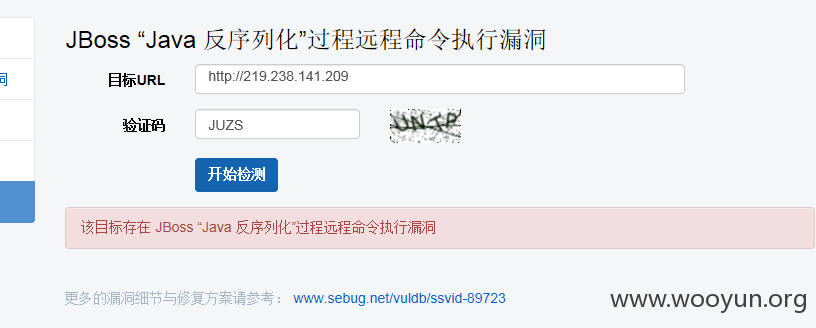 JBoss “Java 反序列化”过程远程命令执行漏洞
洞
目标URL http://219.238.141.209
验证码 JUZS UNTP
开始检测
该目标存在 JBoss “Java 反序列化”过程远程命令执行漏洞
更多的漏洞细节与修复方案请参考： www.sebug.net/vuldb/ssvid-89723
www.wooyun.org